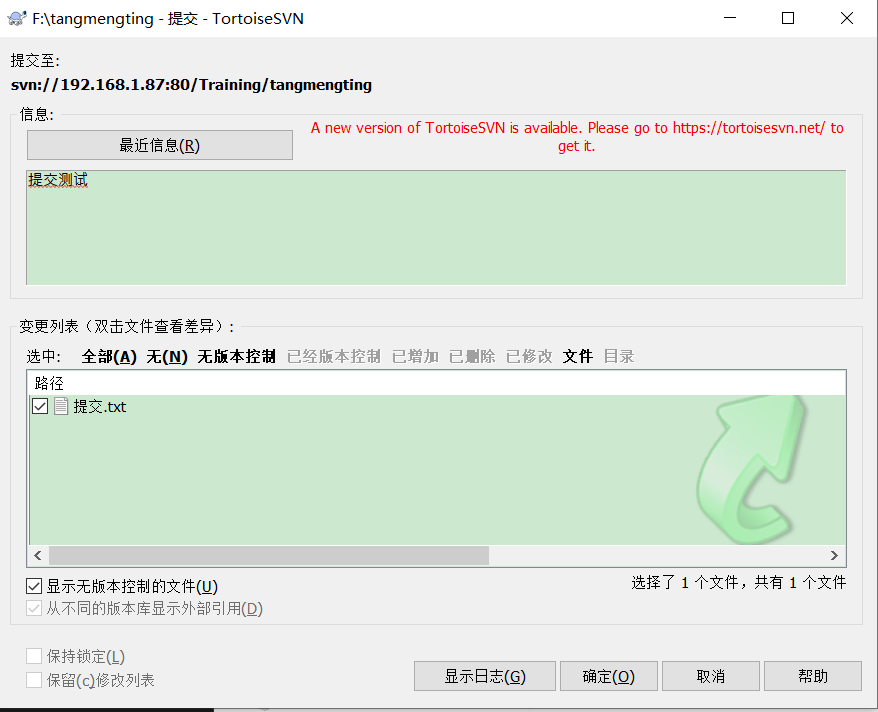 F:\tangmengting - 提交 - TortoiseSVN
提交至:
svn://192.168.1.87:80/Training/tangmengting
信息:
最近信息(R)
A new version of TortoiseSVN is available. Please go to https://tortoisesvn.net/ to
get it.
提交测试
变更列表（双击文件查看差异）:
选中: 全部(A) 无(N) 无版本控制 已经版本控制 已增加 已删除 已修改 文件 目录
路径
提交.txt
显示无版本控制的文件(U)
选择了 1 个文件，共有 1 个文件
从不同的版本库显示外部引用(D)
保持锁定(L)
保留(c)修改列表
显示日志(G) 确定(O) 取消 帮助